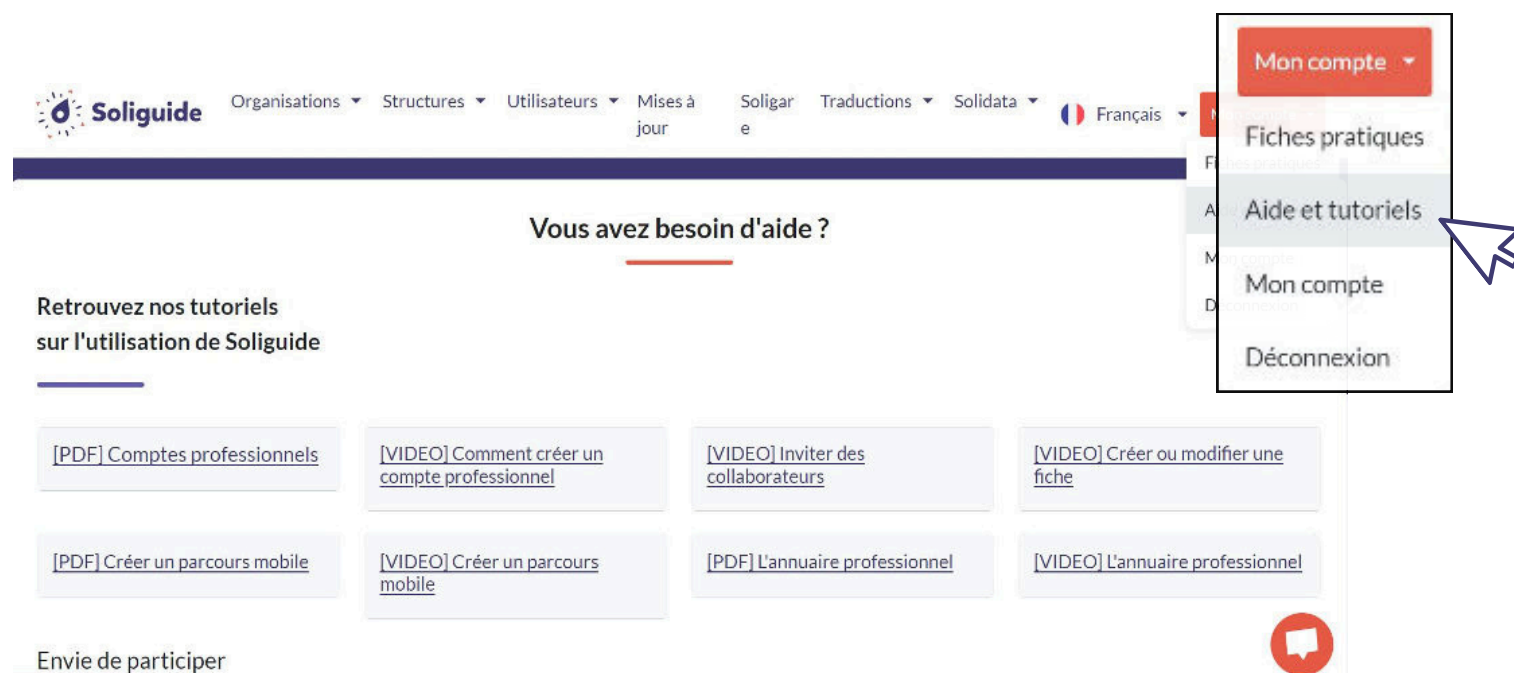 Mon compte
Soliguide
Organisations
Structures
Utilisateurs
Mises à
jour
Soligar
e
Traductions
Solidata
Français
Fiches pratiques
Aide et tutoriels
Mon compte
Déconnexion
Vous avez besoin d'aide ?
Retrouvez nos tutoriels
sur l'utilisation de Soliguide
[PDF] Comptes professionnels
[VIDEO] Comment créer un
compte professionnel
[VIDEO] Inviter des
collaborateurs
[VIDEO] Créer ou modifier une
fiche
[PDF] Créer un parcours mobile
[VIDEO] Créer un parcours
mobile
[PDF] L'annuaire professionnel
[VIDEO] L'annuaire professionnel
Envie de participer